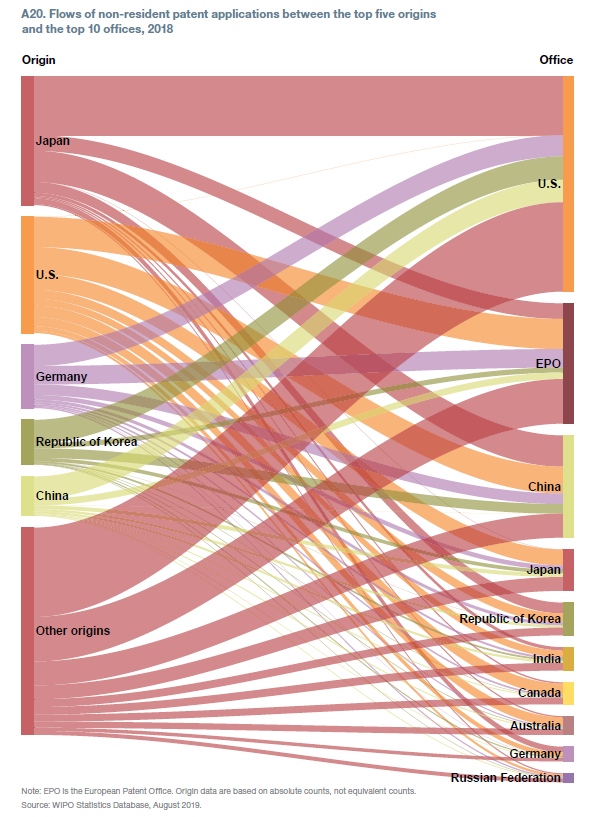 A20. Flows of non-resident patent applications between the top five origins
and the top 10 offices, 2018
Origin
Office
Japan
U.S.
Germany
Republic of Korea
China
Other origins
U.S.
EPO
China
Japan
Republic of Korea
India
Canada
Australia
Germany
Russian Federation
Note: EPO is the European Patent Office. Origin data are based on absolute counts, not equivalent counts.
Source: WIPO Statistics Database, August 2019.